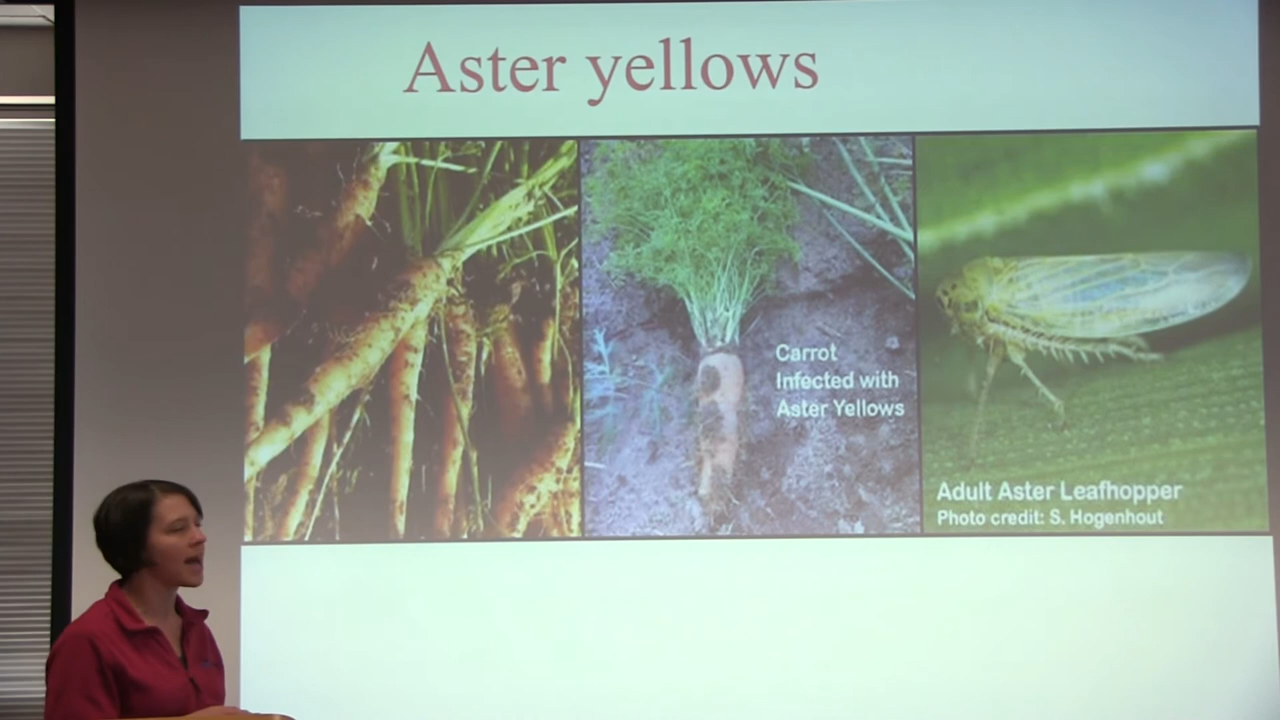 Aster yellows
Carrot
Infected with
Aster Yellows
Adult Aster Leafhopper
Photo credit: S. Hogenhout